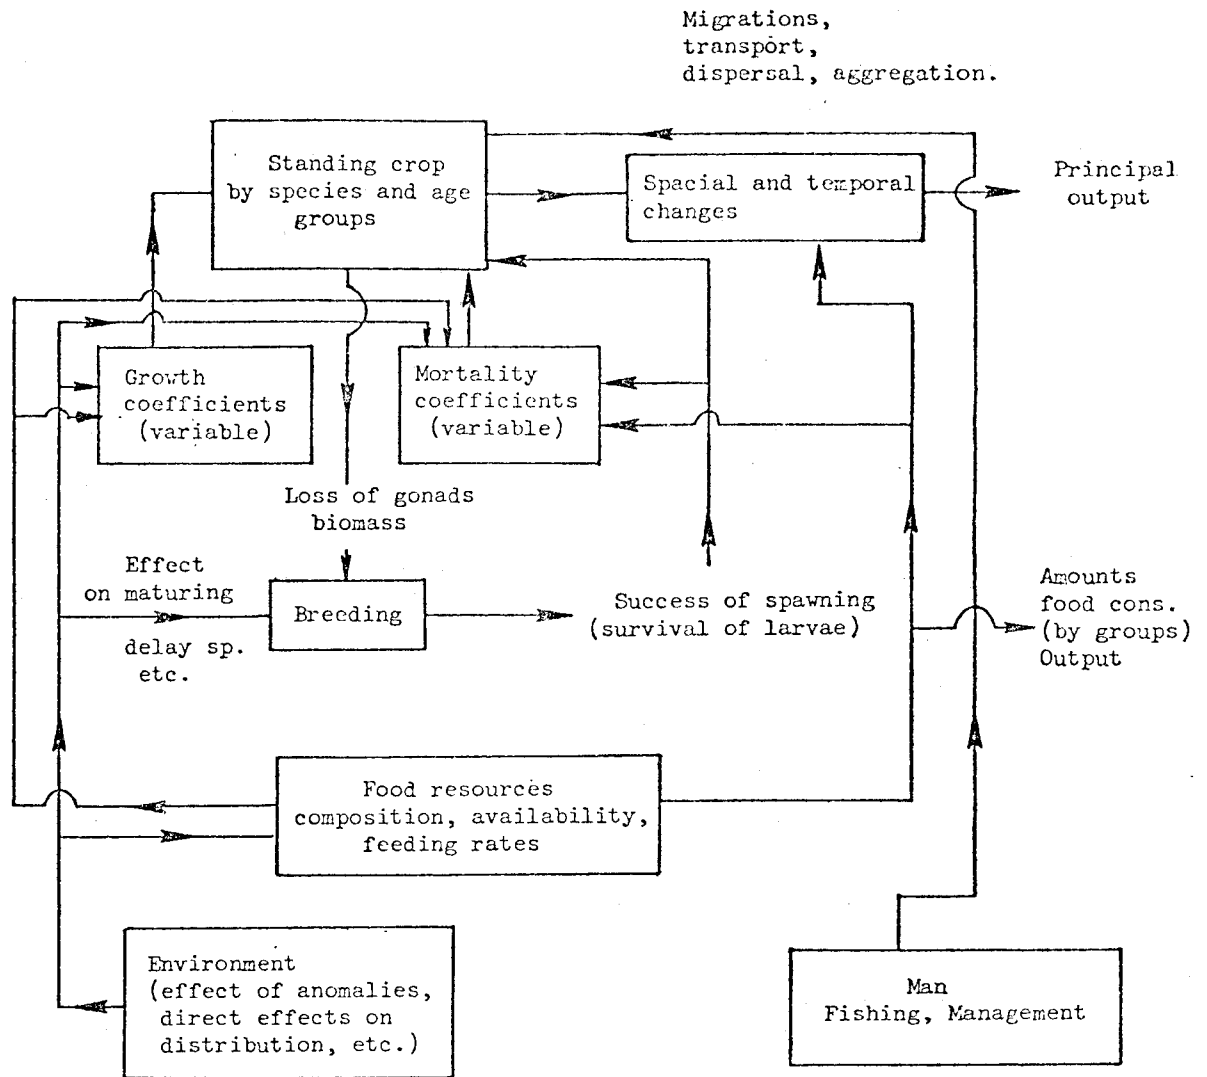 Migrations,
transport,
dispersal, aggregation.
Standing crop
by species and age
groups
Spacial and temporal
changes
Principal
output
Growth
coefficients
(variable)
Mortality
coefficients
(variable)
Loss of gonads
biomass
Effect
on maturing
delay sp.
etc.
Breeding
Success of spawning
(survival of larvae)
Amounts
food cons.
(by groups)
Output
Food resources
composition, availability,
feeding rates
Environment
(effect of anomalies,
direct effects on
distribution, etc.)
Man
Fishing, Management